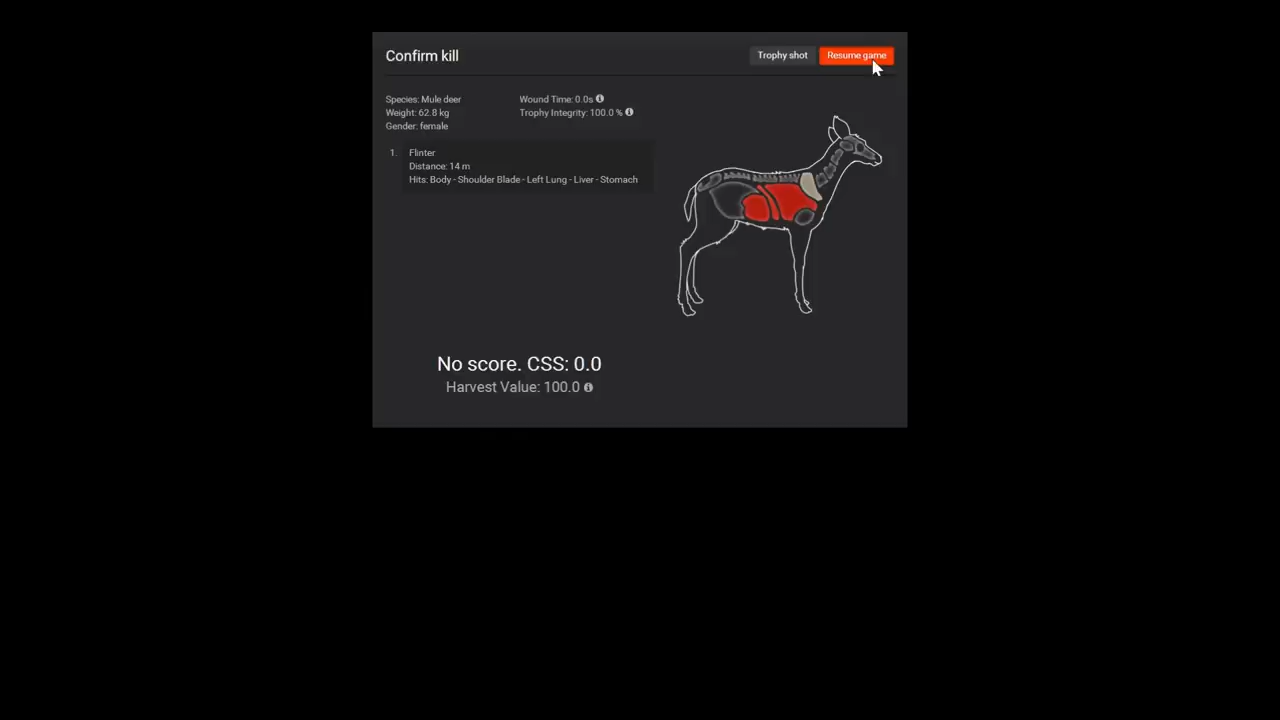 Confirm kill
Trophy shot
Resume game
Species: Mule deer
Weight: 62.8 kg
Gender: female
Wound Time: 0.0s
Trophy Integrity: 100.0 %
1. Flinter
Distance: 14 m
Hits: Body - Shoulder Blade - Left Lung - Liver - Stomach
No score. CSS: 0.0
Harvest Value: 100.0